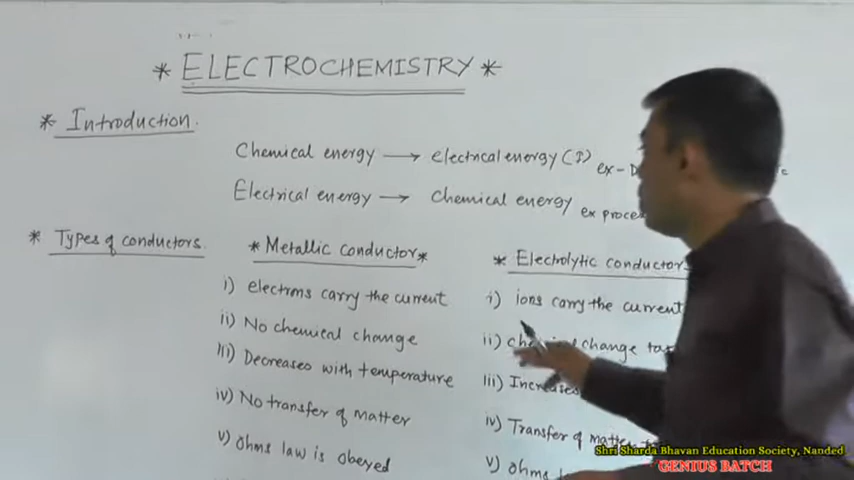 * ELECTROCHEMISTRY *
* Introduction.
Chemical energy → electrical energy (I) ex-
Electrical energy → Chemical energy ex
* Types of conductors.
* Metallic conductor *
i) electrons carry the current
ii) No chemical change
iii) Decreases with temperature
iv) No transfer of matter
v) Ohms law is obeyed
* Electrolytic conductor
i) ions carry the current
ii) change
iii) Increases
iv) Transfer of matter
v) Ohms
Shri Sharda Bhavan Education Society, Nanded
GENIUS BATCH